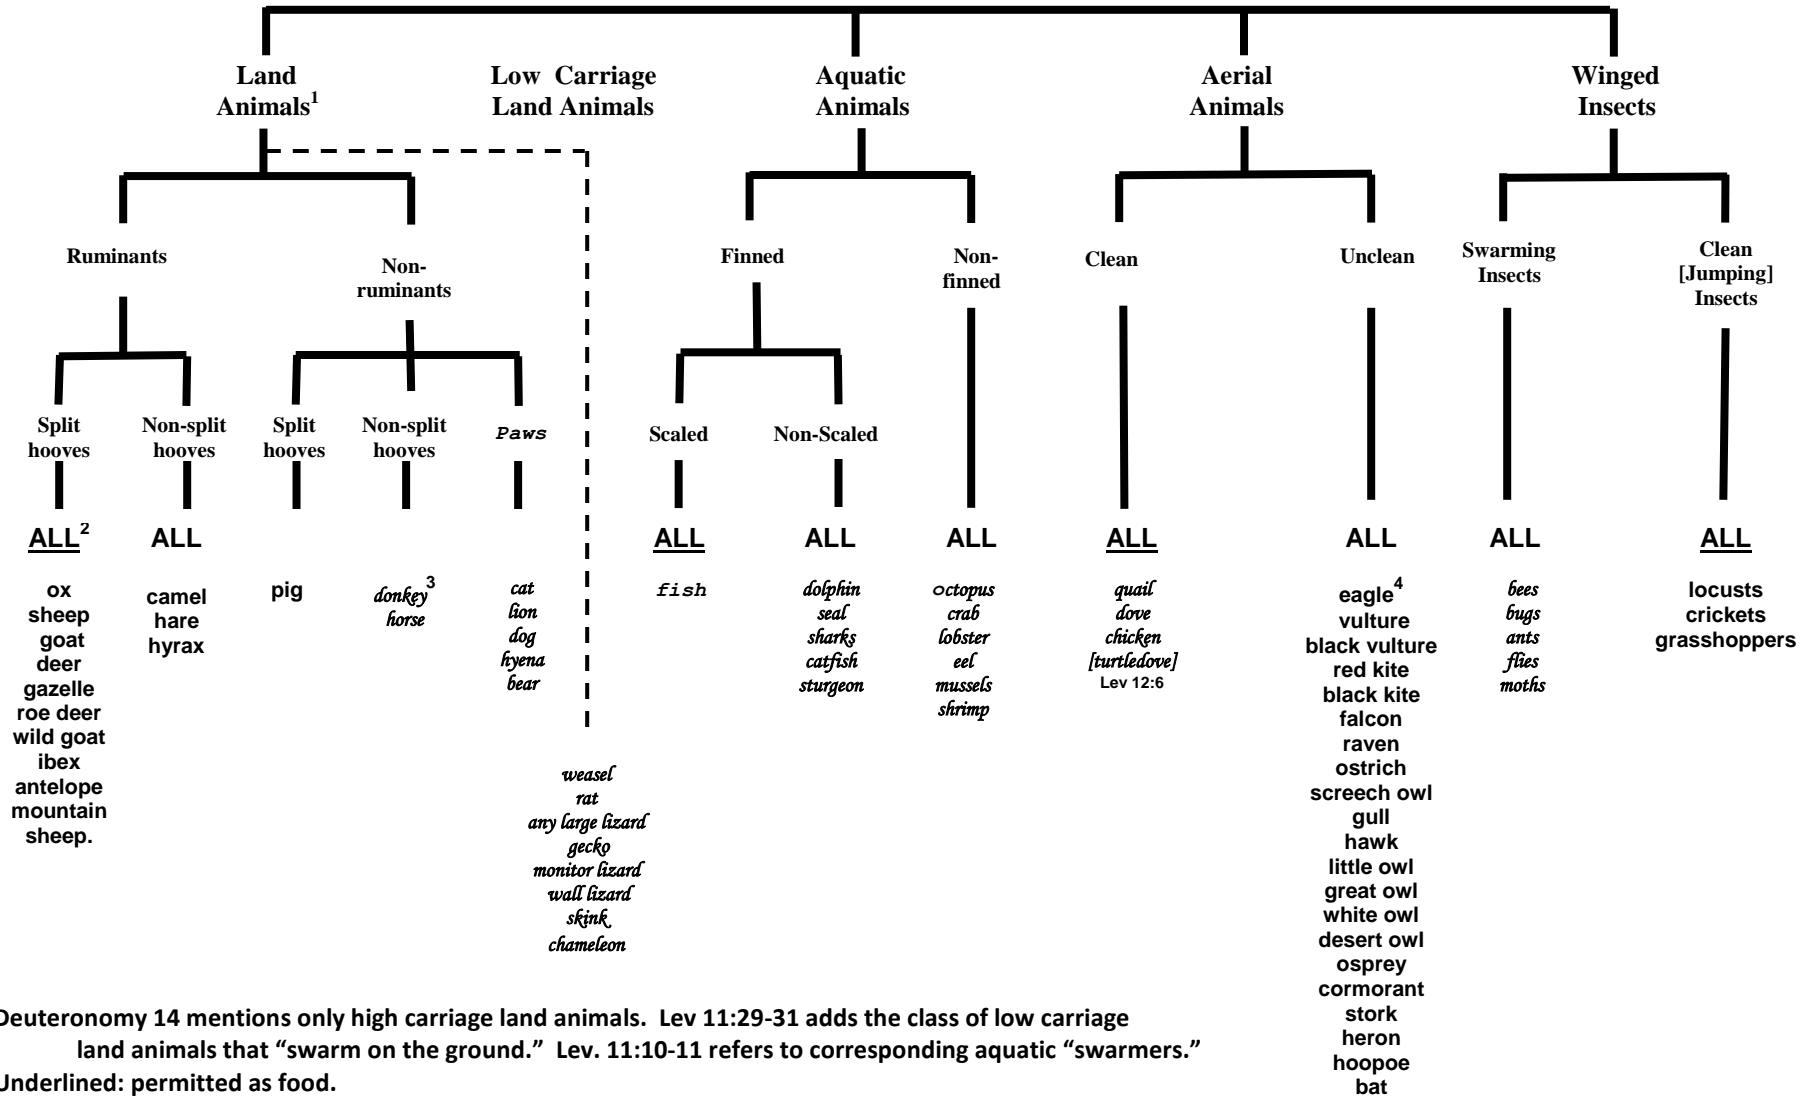 Land
Animals1
Low Carriage
Land Animals
Aquatic
Animals
Aerial
Animals
Winged
Insects
Ruminants
Non-
ruminants
Finned
Non-
finned
Clean
Unclean
Swarming
Insects
Clean
[Jumping]
Insects
Split
hooves
Non-split
hooves
Split
hooves
Non-split
hooves
Paws
Scaled
Non-Scaled
ALL2
ox
sheep
goat
deer
gazelle
roe deer
wild goat
ibex
antelope
mountain
sheep.
ALL
camel
hare
hyrax
pig
donkey3
horse
cat
lion
dog
hyena
bear
weasel
rat
any large lizard
gecko
monitor lizard
wall lizard
skink
chameleon
ALL
fish
ALL
dolphin
seal
sharks
catfish
sturgeon
ALL
octopus
crab
lobster
eel
mussels
shrimp
ALL
quail
dove
chicken
[turtledove]
Lev 12:6
ALL
eagle4
vulture
black vulture
red kite
black kite
falcon
raven
ostrich
screech owl
gull
hawk
little owl
great owl
white owl
desert owl
osprey
cormorant
stork
heron
hoopoe
bat
ALL
bees
bugs
ants
flies
moths
ALL
locusts
crickets
grasshoppers
Deuteronomy 14 mentions only high carriage land animals. Lev 11:29-31 adds the class of low carriage
land animals that “swarm on the ground.” Lev. 11:10-11 refers to corresponding aquatic “swarmers.”
Underlined: permitted as food.